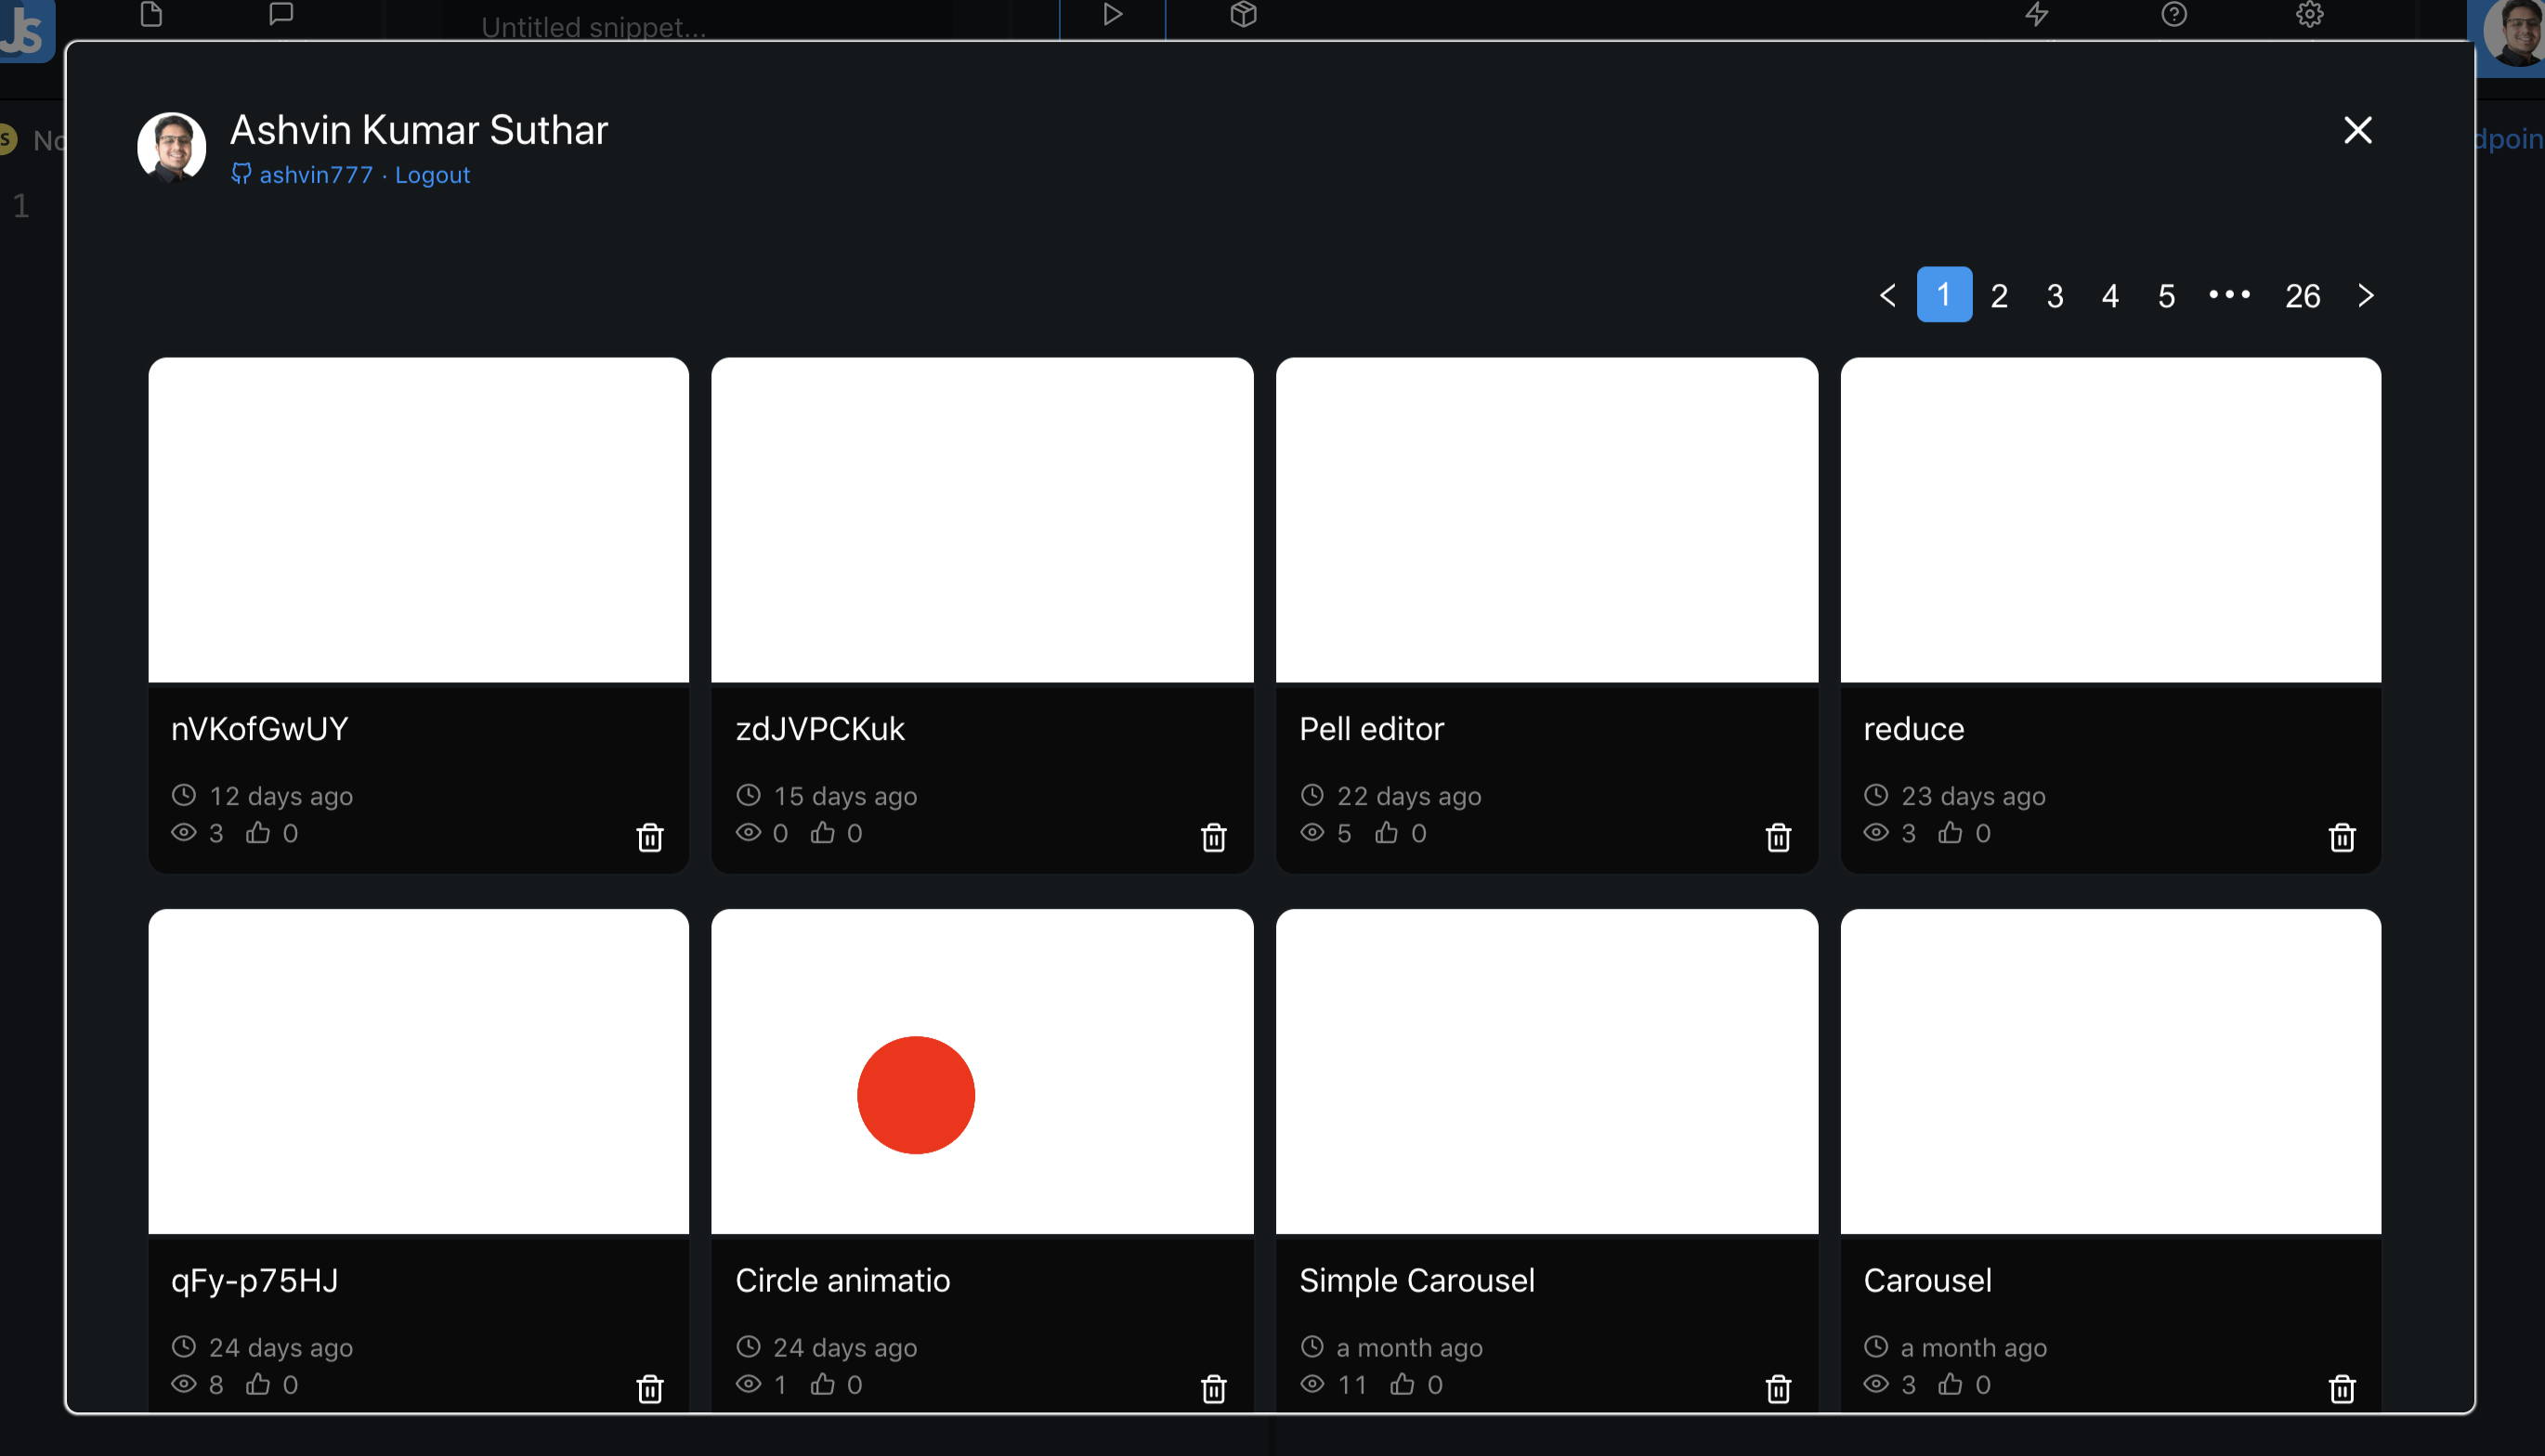 JS
Untitled snippet...
Ashvin Kumar Suthar
ashvin777 · Logout
1
1 2 3 4 5 ••• 26
nVKofGwUY
12 days ago
3 0
zdJVPCKuk
15 days ago
0 0
Pell editor
22 days ago
5 0
reduce
23 days ago
3 0
qFy-p75HJ
24 days ago
8 0
Circle animatio
24 days ago
1 0
Simple Carousel
a month ago
11 0
Carousel
a month ago
3 0